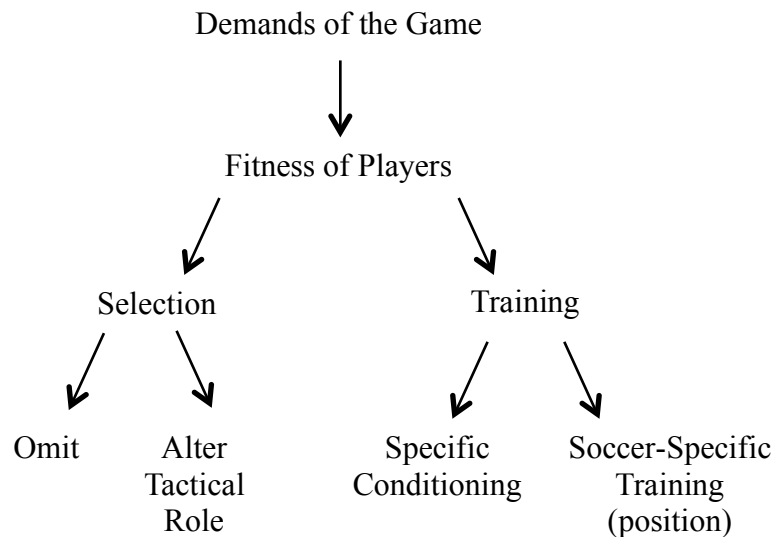 Demands of the Game
Fitness of Players
Selection
Training
Omit
Alter
Tactical
Role
Specific
Conditioning
Soccer-Specific
Training
(position)